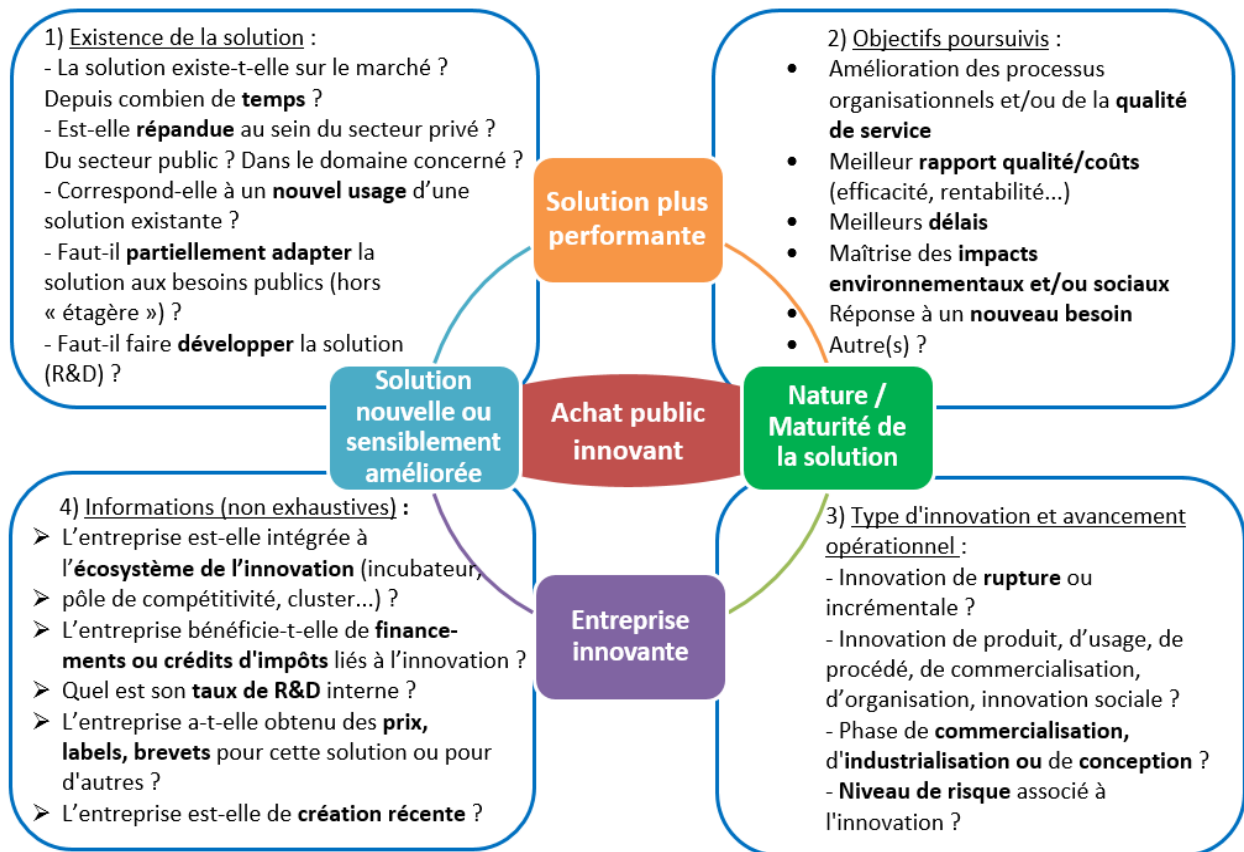 1) Existence de la solution :
- La solution existe-t-elle sur le marché ?
Depuis combien de temps ?
- Est-elle répandue au sein du secteur privé ?
Du secteur public ? Dans le domaine concerné ?
- Correspond-elle à un nouvel usage d’une
solution existante ?
- Faut-il partiellement adapter la
solution aux besoins publics (hors
« étagère ») ?
- Faut-il faire développer la solution
(R&D) ?
2) Objectifs poursuivis :
• Amélioration des processus
organisationnels et/ou de la qualité
de service
• Meilleur rapport qualité/coûts
(efficacité, rentabilité...)
• Meilleurs délais
• Maîtrise des impacts
environnementaux et/ou sociaux
• Réponse à un nouveau besoin
• Autre(s) ?
Solution plus
performante
Solution
nouvelle ou
sensiblement
améliorée
Achat public
innovant
Nature /
Maturité de
la solution
Entreprise
innovante
4) Informations (non exhaustives) :
➢ L’entreprise est-elle intégrée à
l’écosystème de l’innovation (incubateur,
➢ pôle de compétitivité, cluster...) ?
➢ L’entreprise bénéficie-t-elle de finance-
ments ou crédits d'impôts liés à l’innovation ?
➢ Quel est son taux de R&D interne ?
➢ L’entreprise a-t-elle obtenu des prix,
labels, brevets pour cette solution ou pour
d'autres ?
➢ L’entreprise est-elle de création récente ?
3) Type d'innovation et avancement
opérationnel :
- Innovation de rupture ou
incrémentale ?
- Innovation de produit, d’usage, de
procédé, de commercialisation,
d’organisation, innovation sociale ?
- Phase de commercialisation,
d'industrialisation ou de conception ?
- Niveau de risque associé à
l'innovation ?